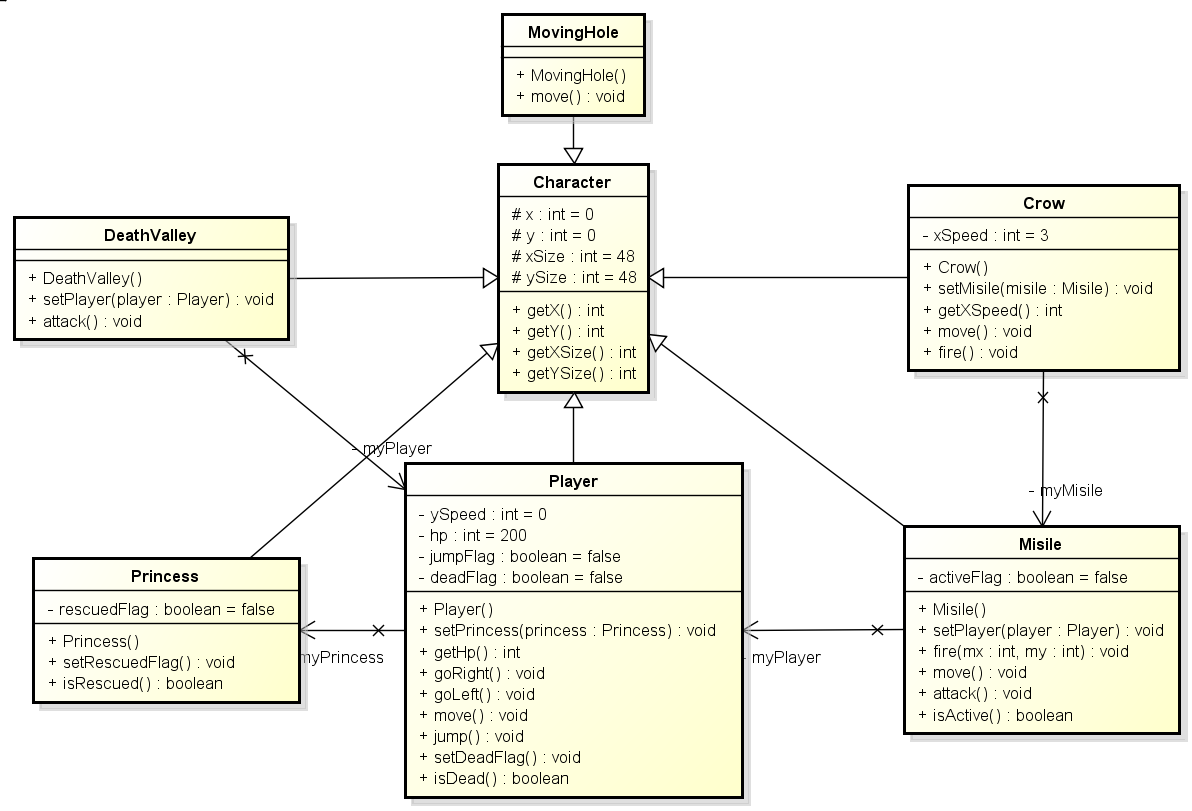 MovingHole
+ MovingHole()
+ move() : void
Character
# x : int = 0
# y : int = 0
# xSize : int = 48
# ySize : int = 48
+ getX() : int
+ getY() : int
+ getXSize() : int
+ getYSize() : int
DeathValley
+ DeathValley()
+ setPlayer(player : Player) : void
+ attack() : void
Crow
- xSpeed : int = 3
+ Crow()
+ setMisile(misile : Misile) : void
+ getXSpeed() : int
+ move() : void
+ fire() : void
- myPlayer
- myMisile
Player
- ySpeed : int = 0
- hp : int = 200
- jumpFlag : boolean = false
- deadFlag : boolean = false
+ Player()
+ setPrincess(princess : Princess) : void
+ getHp() : int
+ goRight() : void
+ goLeft() : void
+ move() : void
+ jump() : void
+ setDeadFlag() : void
+ isDead() : boolean
Princess
- rescuedFlag : boolean = false
+ Princess()
+ setRescuedFlag() : void
+ isRescued() : boolean
myPrincess
- myPlayer
Misile
- activeFlag : boolean = false
+ Misile()
+ setPlayer(player : Player) : void
+ fire(mx : int, my : int) : void
+ move() : void
+ attack() : void
+ isActive() : boolean